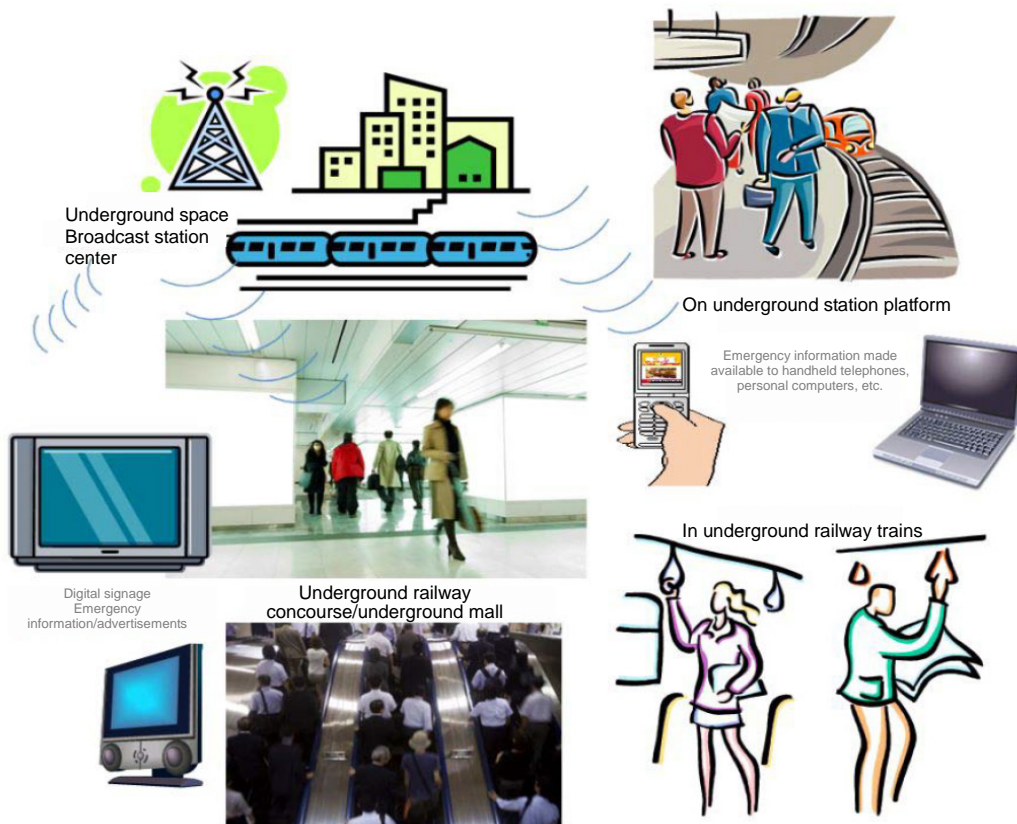 Underground space
Broadcast station
center
On underground station platform
Emergency information made
available to handheld telephones,
personal computers, etc.
In underground railway trains
Digital signage
Emergency
information/advertisements
Underground railway
concourse/underground mall